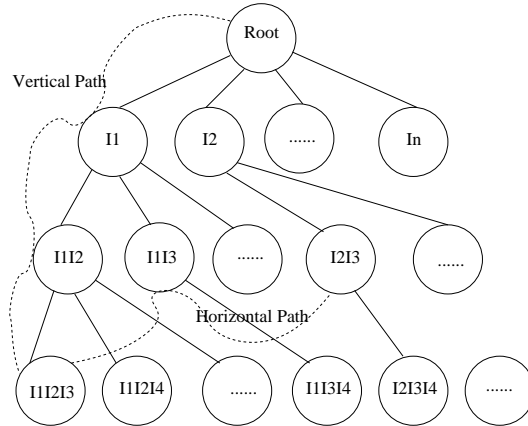 Root
Vertical Path
I1 I2 ...... In
I1I2 I1I3 ...... I2I3 ......
Horizontal Path
I1I2I3 I1I2I4 ...... I1I3I4 I2I3I4 ......